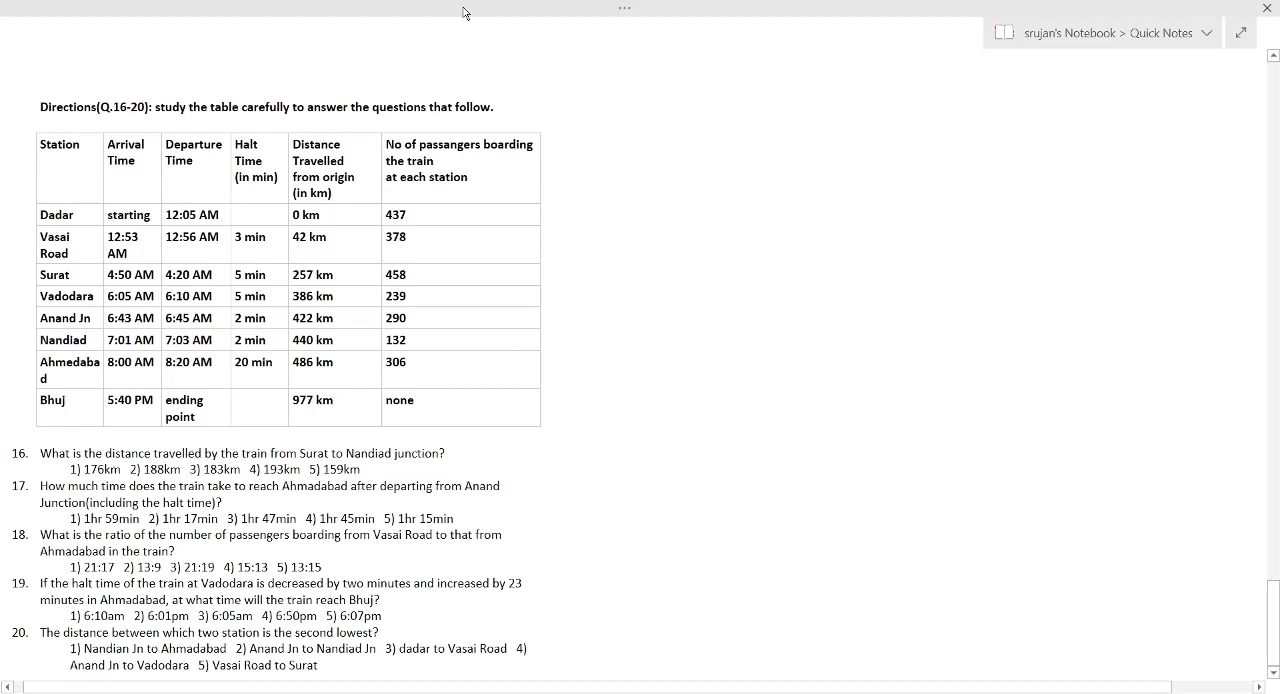 srujan's Notebook > Quick Notes
Directions(Q.16-20): study the table carefully to answer the questions that follow.
Station Arrival Time Departure Time Halt Time (in min) Distance Travelled from origin (in km) No of passangers boarding the train at each station
Dadar starting 12:05 AM 0 km 437
Vasai Road 12:53 AM 12:56 AM 3 min 42 km 378
Surat 4:50 AM 4:20 AM 5 min 257 km 458
Vadodara 6:05 AM 6:10 AM 5 min 386 km 239
Anand Jn 6:43 AM 6:45 AM 2 min 422 km 290
Nandiad 7:01 AM 7:03 AM 2 min 440 km 132
Ahmedabad 8:00 AM 8:20 AM 20 min 486 km 306
Bhuj 5:40 PM ending point 977 km none
16. What is the distance travelled by the train from Surat to Nandiad junction?
1) 176km 2) 188km 3) 183km 4) 193km 5) 159km
17. How much time does the train take to reach Ahmadabad after departing from Anand
Junction(including the halt time)?
1) 1hr 59min 2) 1hr 17min 3) 1hr 47min 4) 1hr 45min 5) 1hr 15min
18. What is the ratio of the number of passengers boarding from Vasai Road to that from
Ahmadabad in the train?
1) 21:17 2) 13:9 3) 21:19 4) 15:13 5) 13:15
19. If the halt time of the train at Vadodara is decreased by two minutes and increased by 23
minutes in Ahmadabad, at what time will the train reach Bhuj?
1) 6:10am 2) 6:01pm 3) 6:05am 4) 6:50pm 5) 6:07pm
20. The distance between which two station is the second lowest?
1) Nandian Jn to Ahmadabad 2) Anand Jn to Nandiad Jn 3) dadar to Vasai Road 4)
Anand Jn to Vadodara 5) Vasai Road to Surat